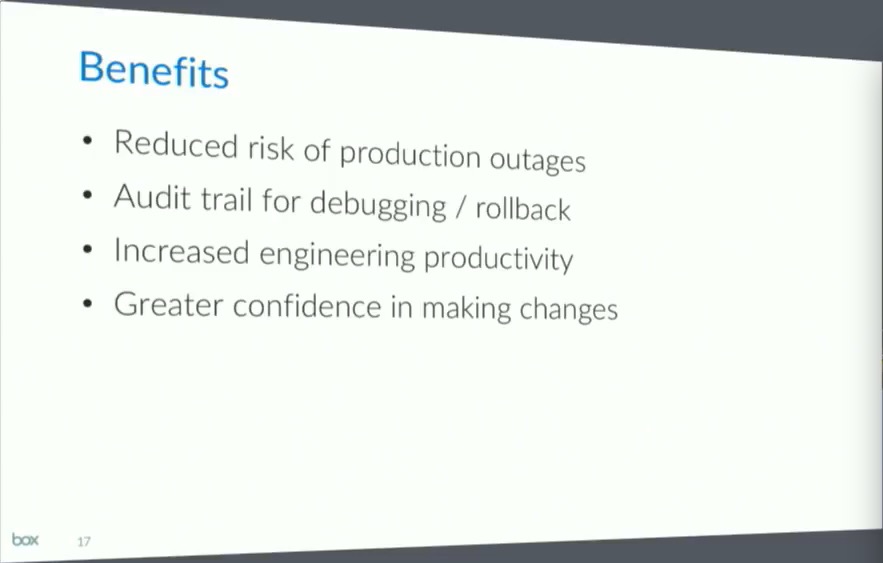 Benefits
• Reduced risk of production outages
• Audit trail for debugging / rollback
• Increased engineering productivity
• Greater confidence in making changes
box 17